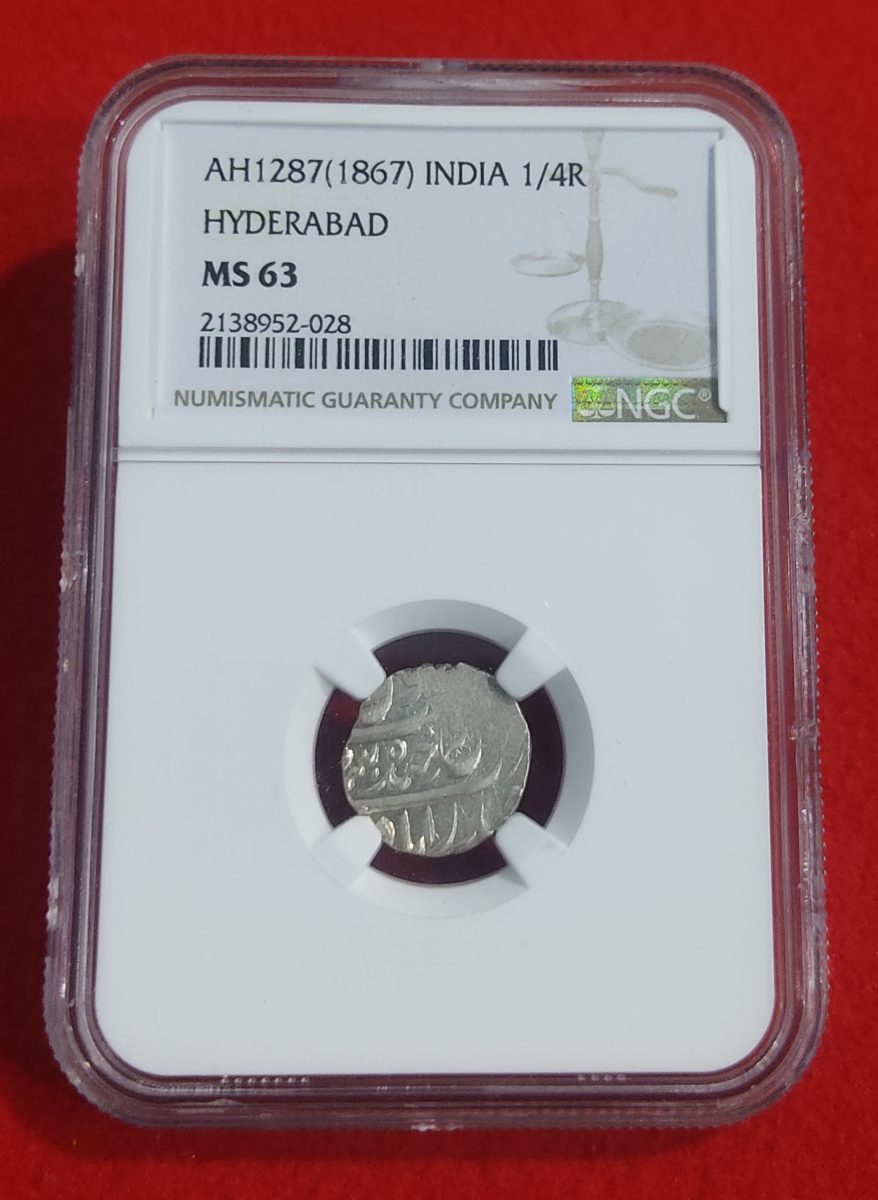 AH1287(1867) INDIA 1/4R
HYDERABAD
MS 63
2138952-028
NUMISMATIC GUARANTY COMPANY
NGC®